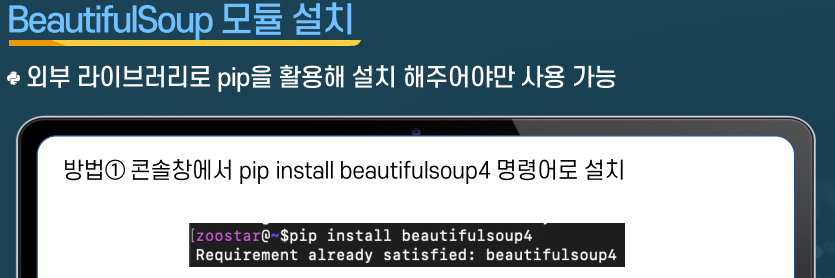 BeautifulSoup 모듈 설치
외부 라이브러리로 pip을 활용해 설치 해주어야만 사용 가능
방법① 콘솔창에서 pip install beautifulsoup4 명령어로 설치
[zoostar@~$pip install beautifulsoup4
Requirement already satisfied: beautifulsoup4